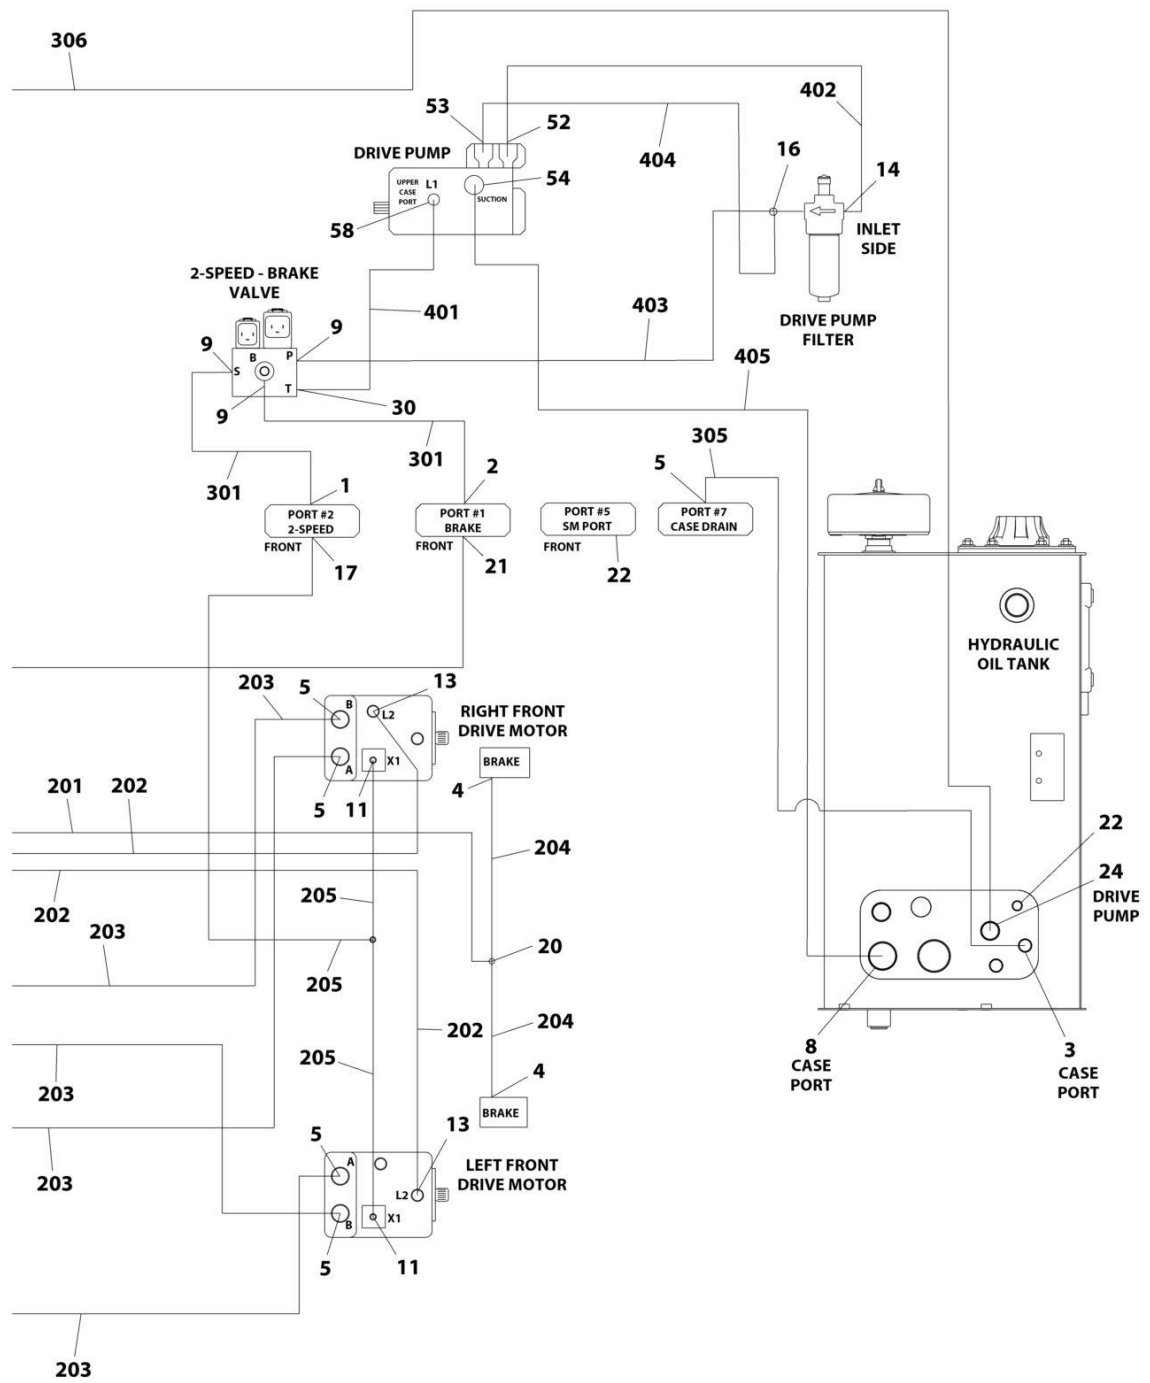 306
402
53
52
DRIVE PUMP
404
16
14
UPPER
CASE
PORT
L1
54
SUCTION
58
INLET
SIDE
2-SPEED - BRAKE
VALVE
401
403
DRIVE PUMP
FILTER
9
9
B
P
S
T
405
9
30
301
301
305
1
2
5
PORT #2
2-SPEED
FRONT
17
PORT #1
BRAKE
FRONT
21
PORT #5
SM PORT
FRONT
22
PORT #7
CASE DRAIN
HYDRAULIC
OIL TANK
203
5
13
B
L2
RIGHT FRONT
DRIVE MOTOR
A
X1
BRAKE
5
11
4
201
202
204
22
24
DRIVE
PUMP
205
202
203
20
205
202
204
205
8
CASE
PORT
3
CASE
PORT
4
203
BRAKE
5
13
A
LEFT FRONT
DRIVE MOTOR
203
L2
B
X1
5
11
203